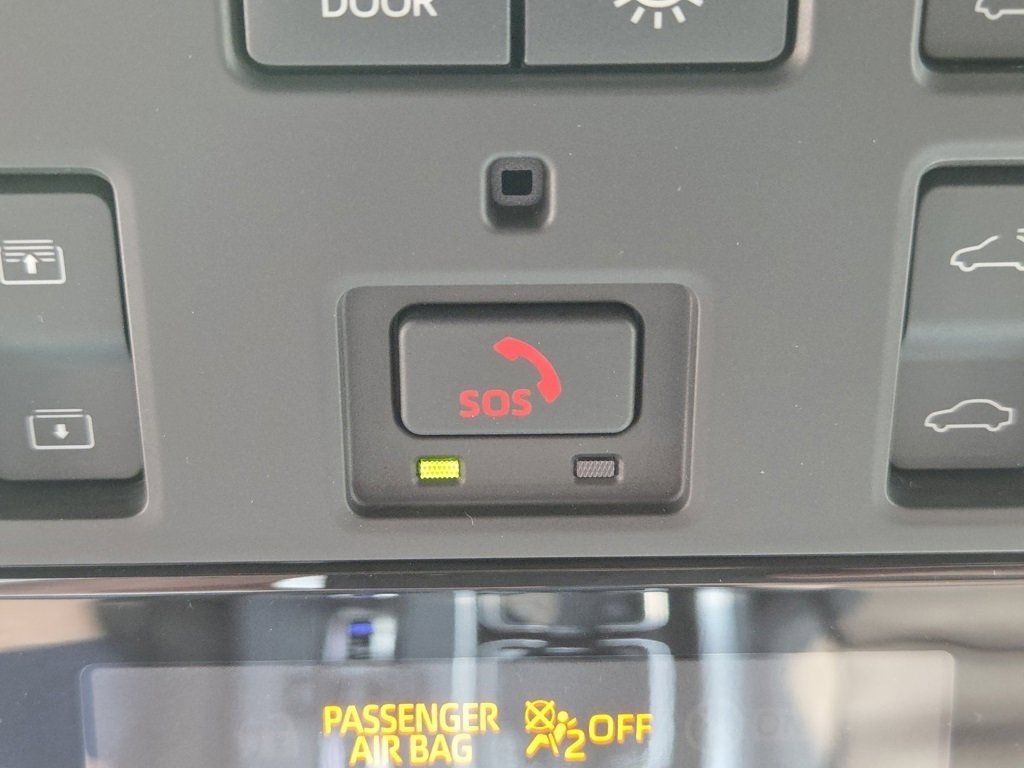 DOOR
SOS
PASSENGER
AIR BAG
2 OFF